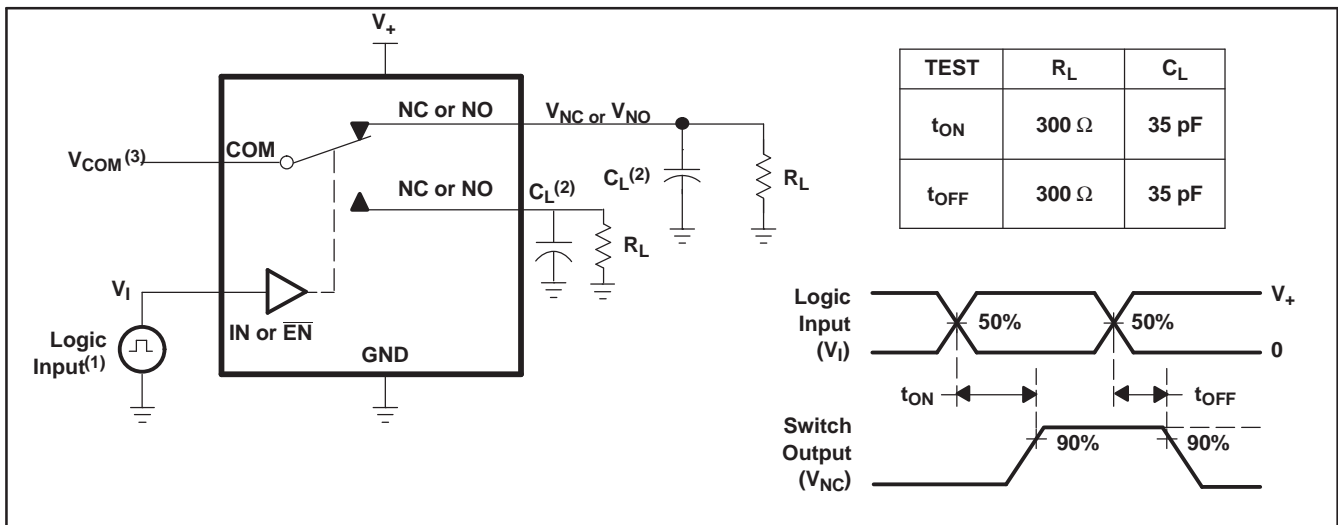 V+
NC or NO
VNC or VNO
VCOM(3)
COM
CL(2)
RL
NC or NO
CL(2)
RL
VI
IN or E̅N̅
Logic
Input(1)
GND
TEST RL CL
tON 300 Ω 35 pF
tOFF 300 Ω 35 pF
Logic
Input
(VI)
50%
50%
V+
0
tON
tOFF
Switch
Output
(VNC)
90%
90%